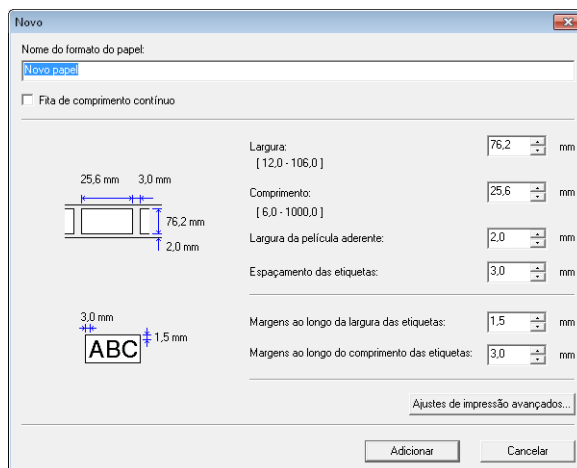 Novo
Nome do formato do papel:
Novo papel
Fita de comprimento contínuo
25,6 mm 3,0 mm
76,2 mm
2,0 mm
Largura: 76,2 mm
[ 12,0 - 106,0 ]
Comprimento: 25,6 mm
[ 6,0 - 1000,0 ]
Largura da película aderente: 2,0 mm
Espaçamento das etiquetas: 3,0 mm
3,0 mm
1,5 mm
ABC
Margens ao longo da largura das etiquetas: 1,5 mm
Margens ao longo do comprimento das etiquetas: 3,0 mm
Ajustes de impressão avançados...
Adicionar Cancelar